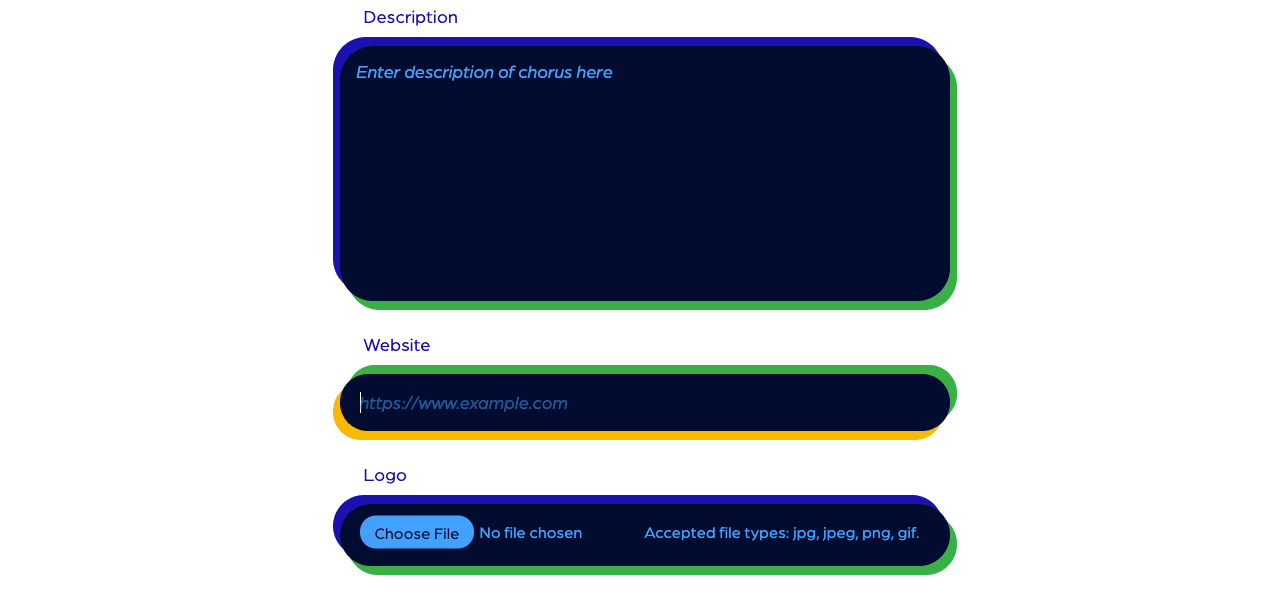 Description
Enter description of chorus here
Website
https://www.example.com
Logo
Choose File No file chosen Accepted file types: jpg, jpeg, png, gif.